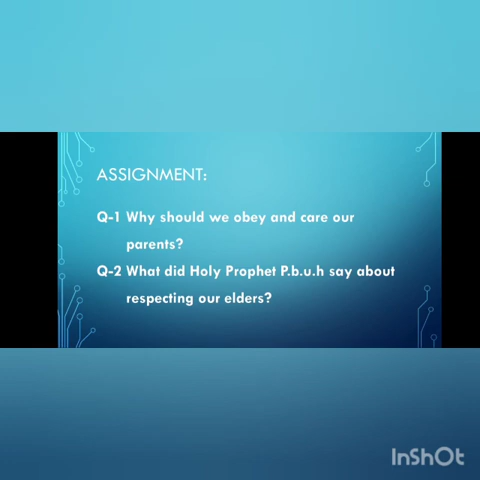 ASSIGNMENT:
Q-1 Why should we obey and care our
parents?
Q-2 What did Holy Prophet P.b.u.h say about
respecting our elders?
InShOt